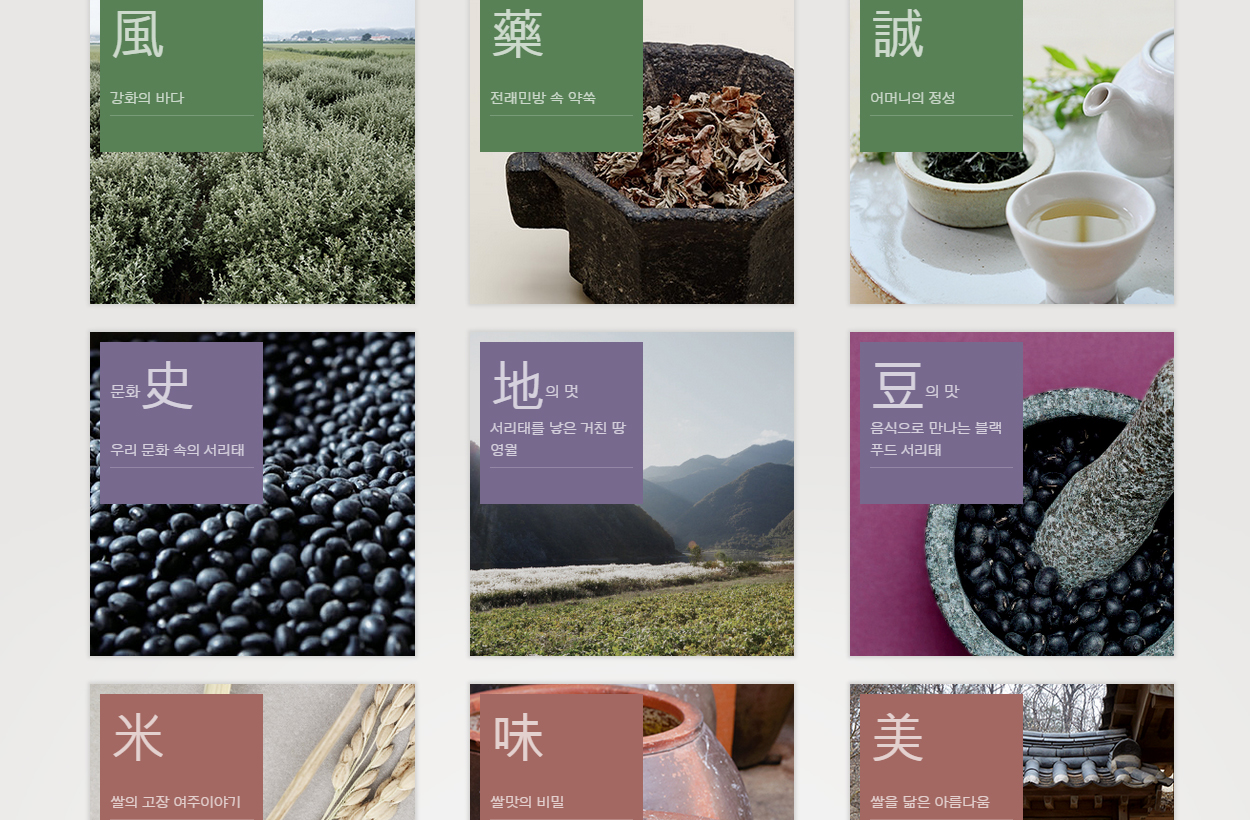 風
강화의 바다
藥
전래민방 속 약쑥
誠
어머니의 정성
문화史
우리 문화 속의 서리태
地의 멋
서리태를 낳은 거친 땅
영월
豆의 맛
음식으로 만나는 블랙
푸드 서리태
米
쌀의 고장 여주이야기
味
쌀맛의 비밀
美
쌀을 닮은 아름다움